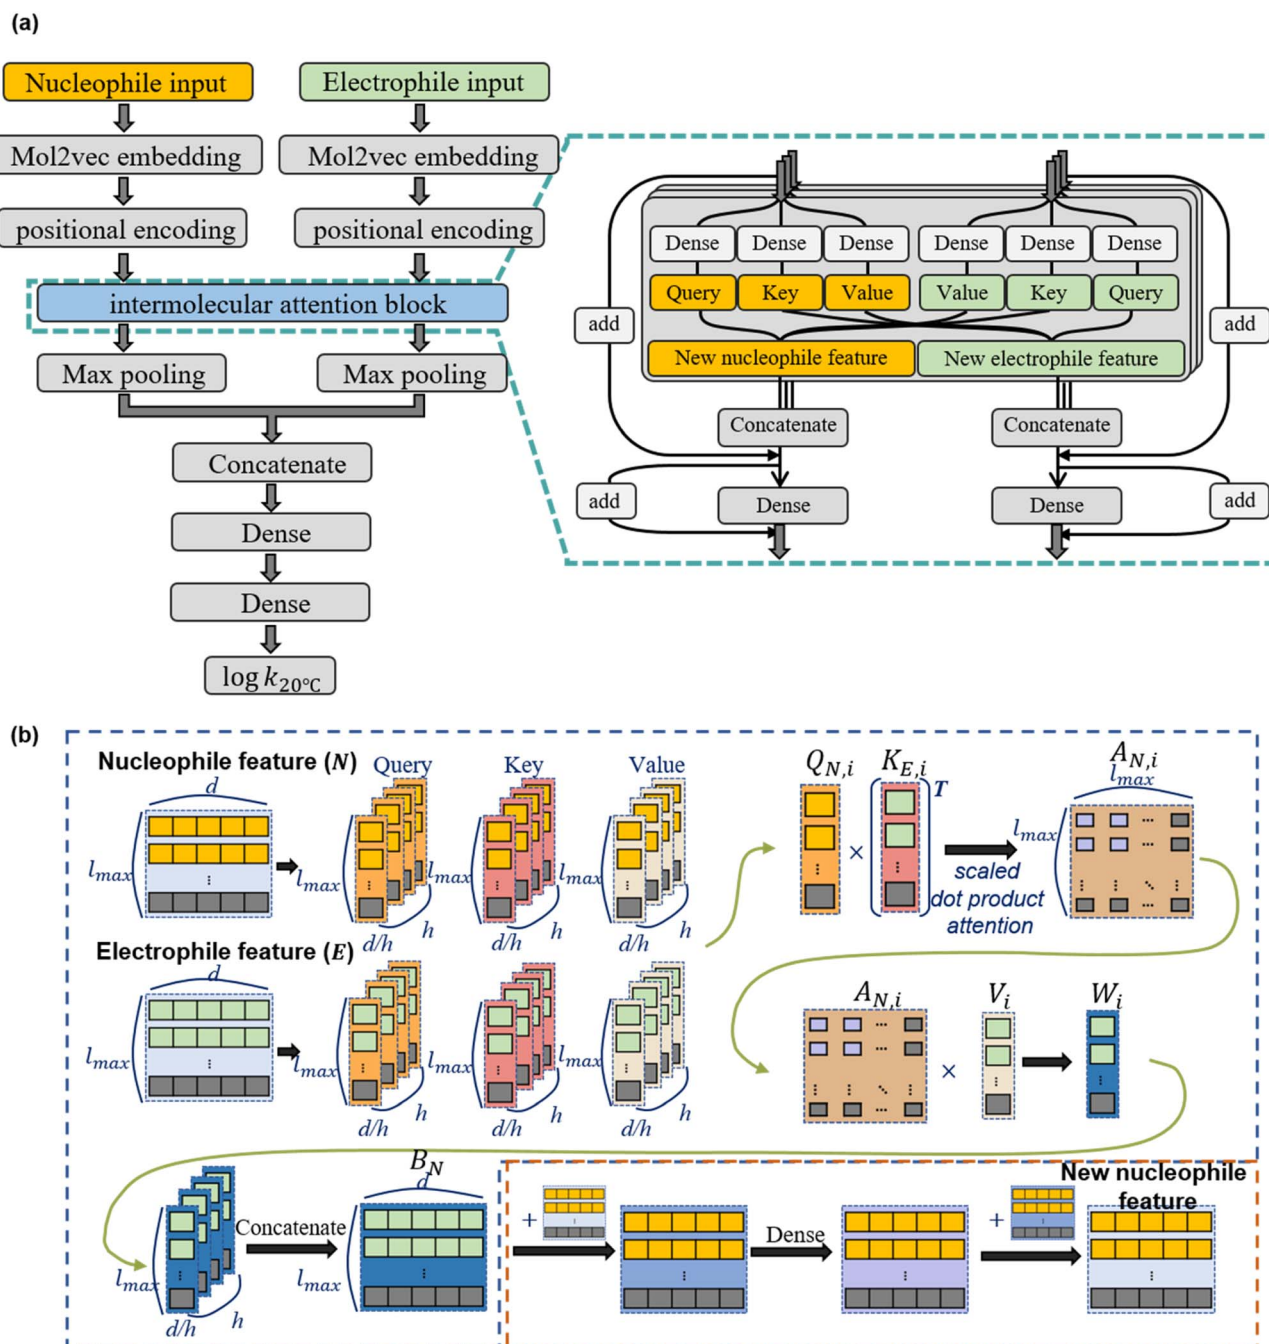 (a)
Nucleophile input
Electrophile input
Mol2vec embedding
Mol2vec embedding
positional encoding
positional encoding
intermolecular attention block
Max pooling
Max pooling
Concatenate
Dense
Dense
log k20℃
Dense Dense Dense Dense Dense Dense
Query Key Value Value Key Query
add
add
New nucleophile feature
New electrophile feature
Concatenate
Concatenate
add
Dense
Dense
add
(b)
Nucleophile feature (N)
d
lmax
Query
Key
Value
lmax
lmax
lmax
d/h
h
d/h
h
d/h
h
QN,i
×
KE,i
T
scaled
dot product
attention
AN,i
lmax
lmax
Electrophile feature (E)
d
lmax
lmax
lmax
lmax
d/h
h
d/h
h
d/h
h
AN,i
×
Vi
Wi
lmax
d/h
h
Concatenate
BN
d
lmax
+
Dense
+
New nucleophile
feature